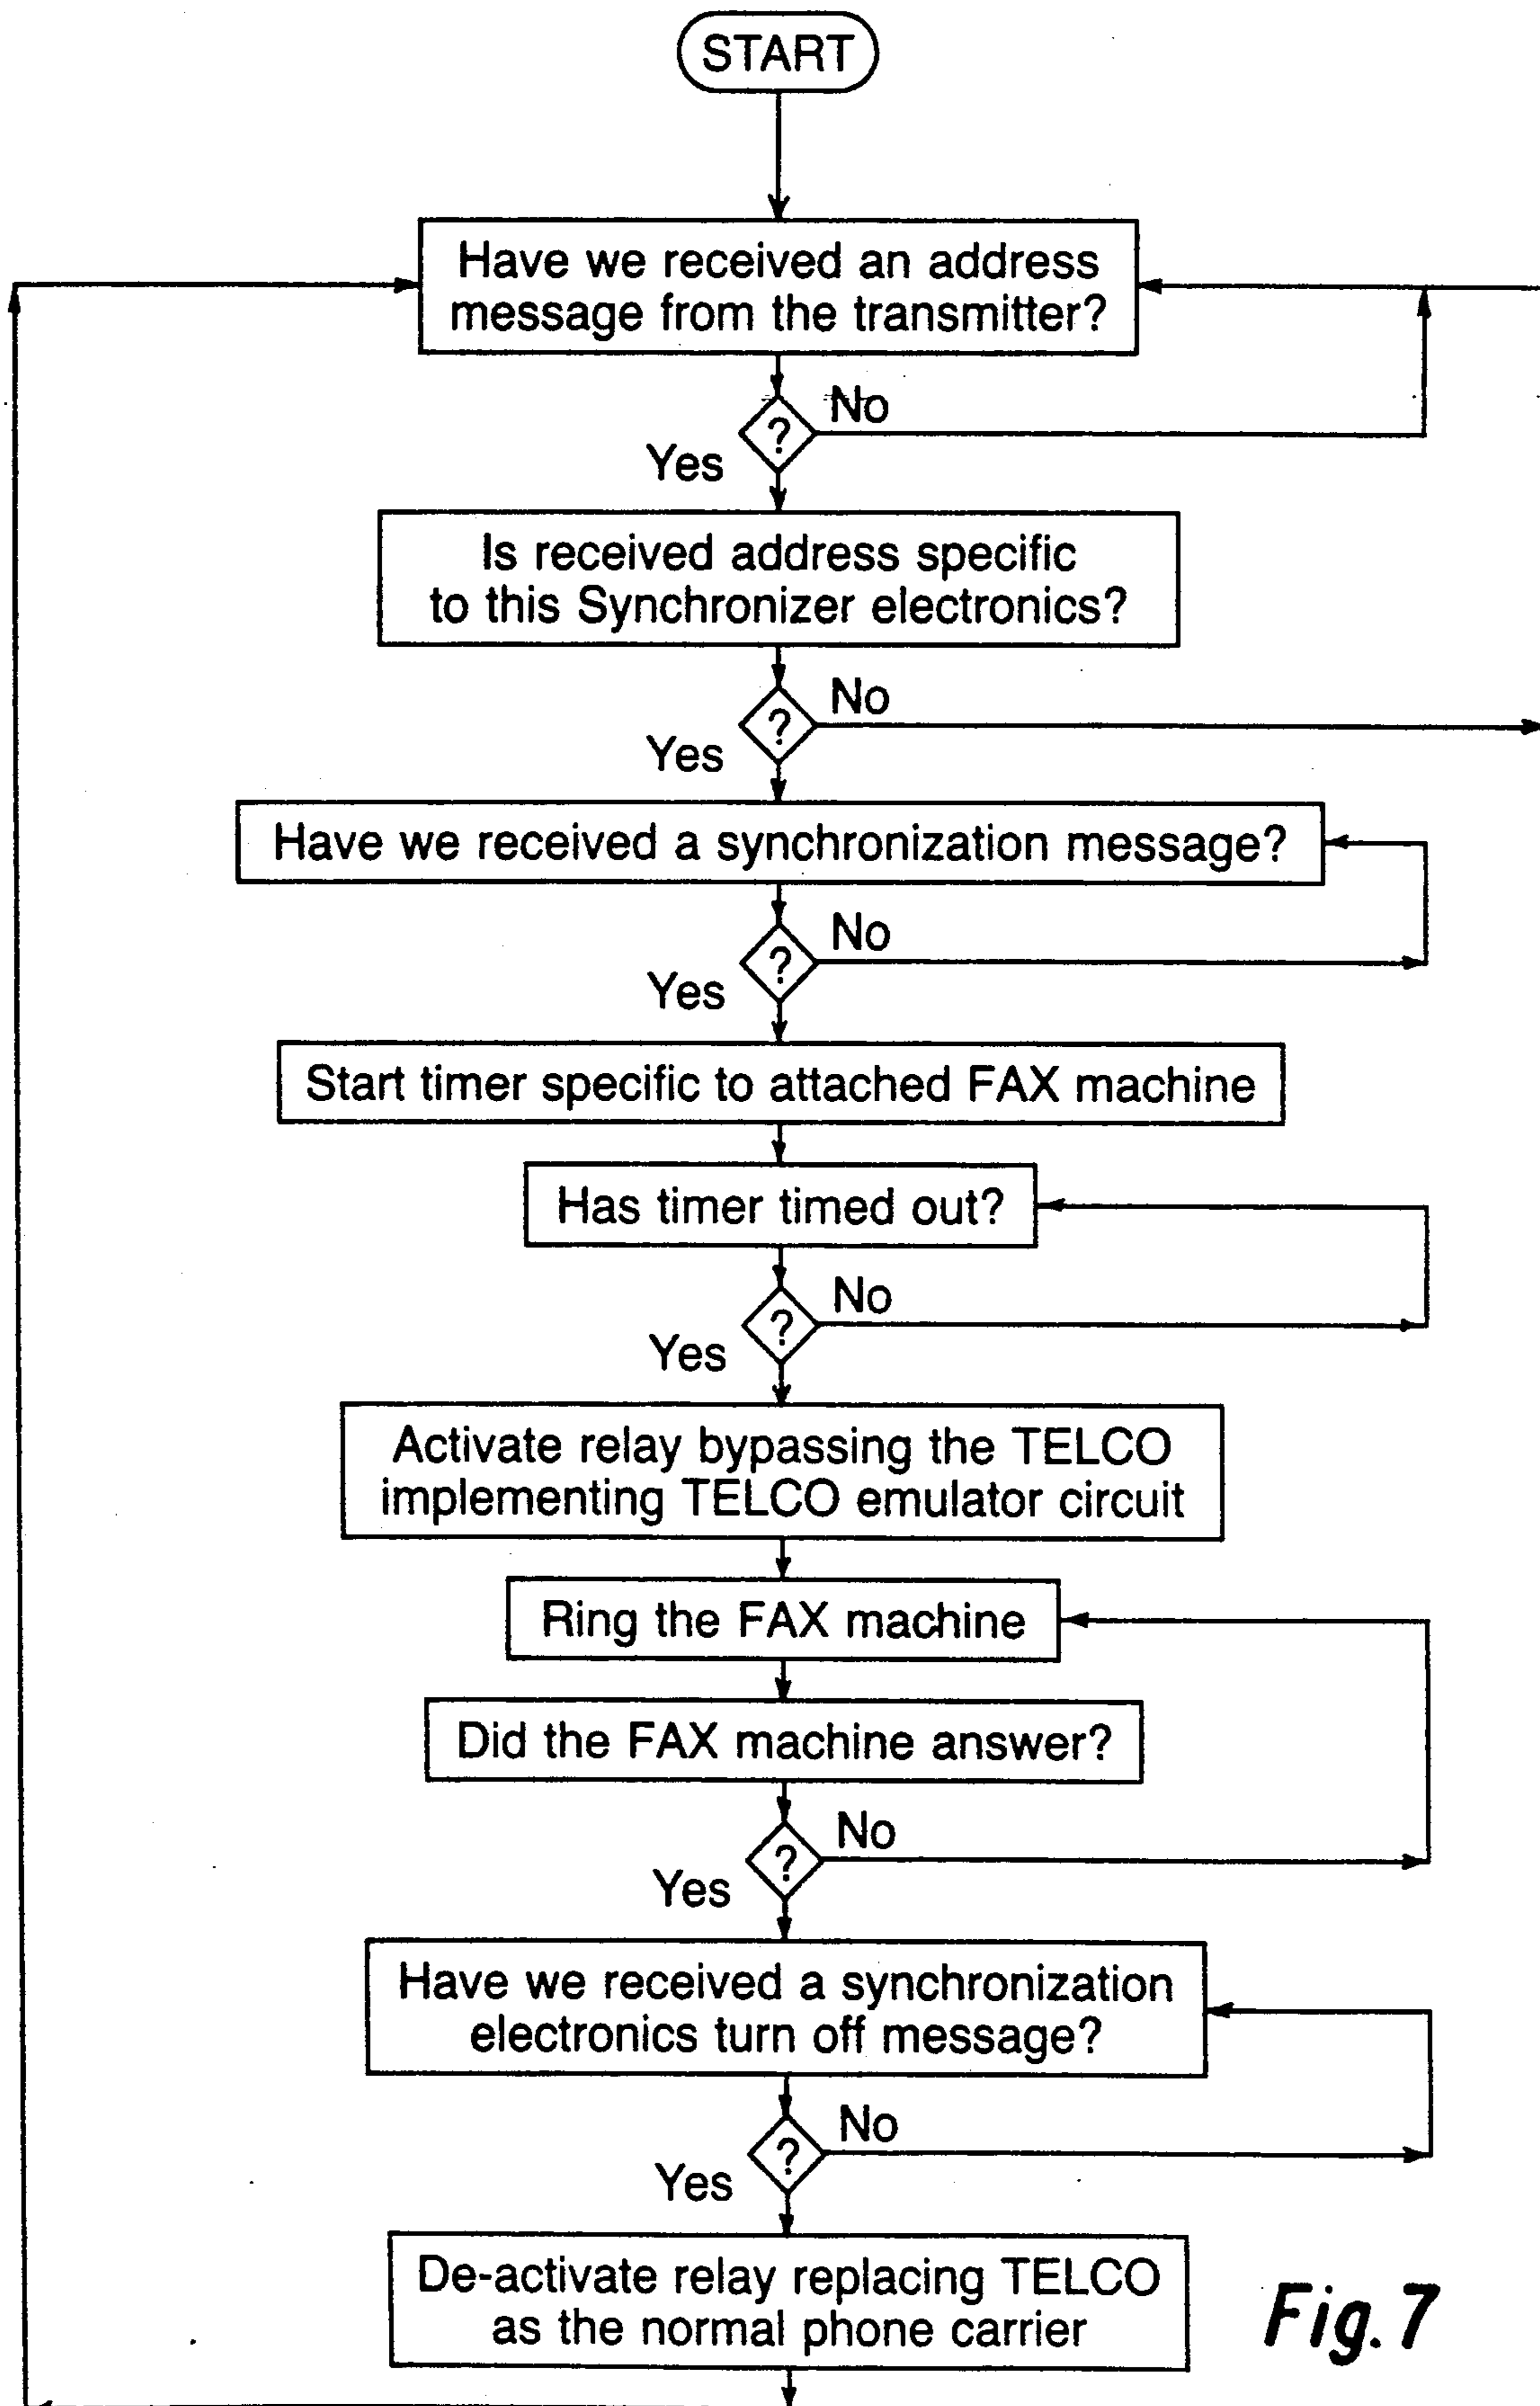 START
Have we received an address
message from the transmitter?
?
No
Yes
Is received address specific
to this Synchronizer electronics?
?
No
Yes
Have we received a synchronization message?
?
No
Yes
Start timer specific to attached FAX machine
Has timer timed out?
?
No
Yes
Activate relay bypassing the TELCO
implementing TELCO emulator circuit
Ring the FAX machine
Did the FAX machine answer?
?
No
Yes
Have we received a synchronization
electronics turn off message?
?
No
Yes
De-activate relay replacing TELCO
as the normal phone carrier
Fig. 7